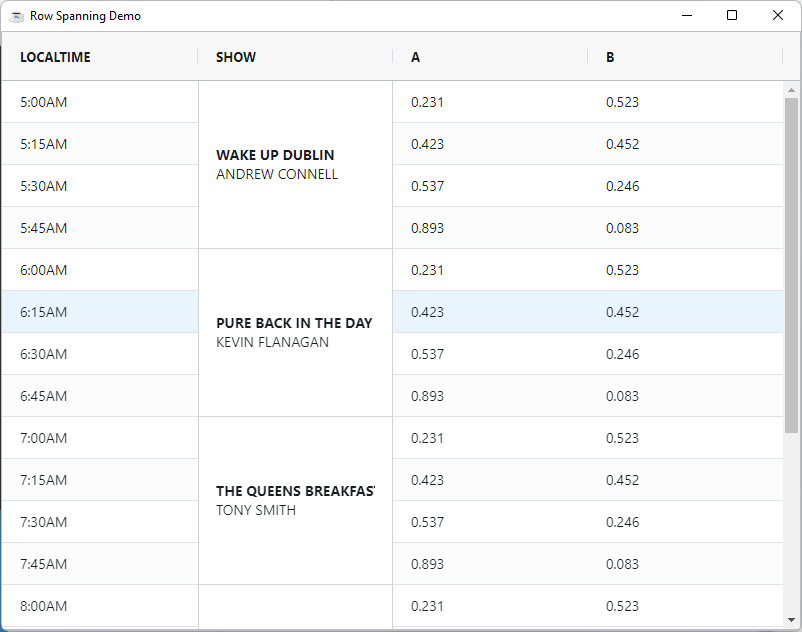 Row Spanning Demo
LOCALTIME SHOW A B
5:00AM 0.231 0.523
5:15AM 0.423 0.452
WAKE UP DUBLIN
ANDREW CONNELL
5:30AM 0.537 0.246
5:45AM 0.893 0.083
6:00AM 0.231 0.523
6:15AM 0.423 0.452
PURE BACK IN THE DAY
KEVIN FLANAGAN
6:30AM 0.537 0.246
6:45AM 0.893 0.083
7:00AM 0.231 0.523
7:15AM 0.423 0.452
THE QUEENS BREAKFAS
TONY SMITH
7:30AM 0.537 0.246
7:45AM 0.893 0.083
8:00AM 0.231 0.523